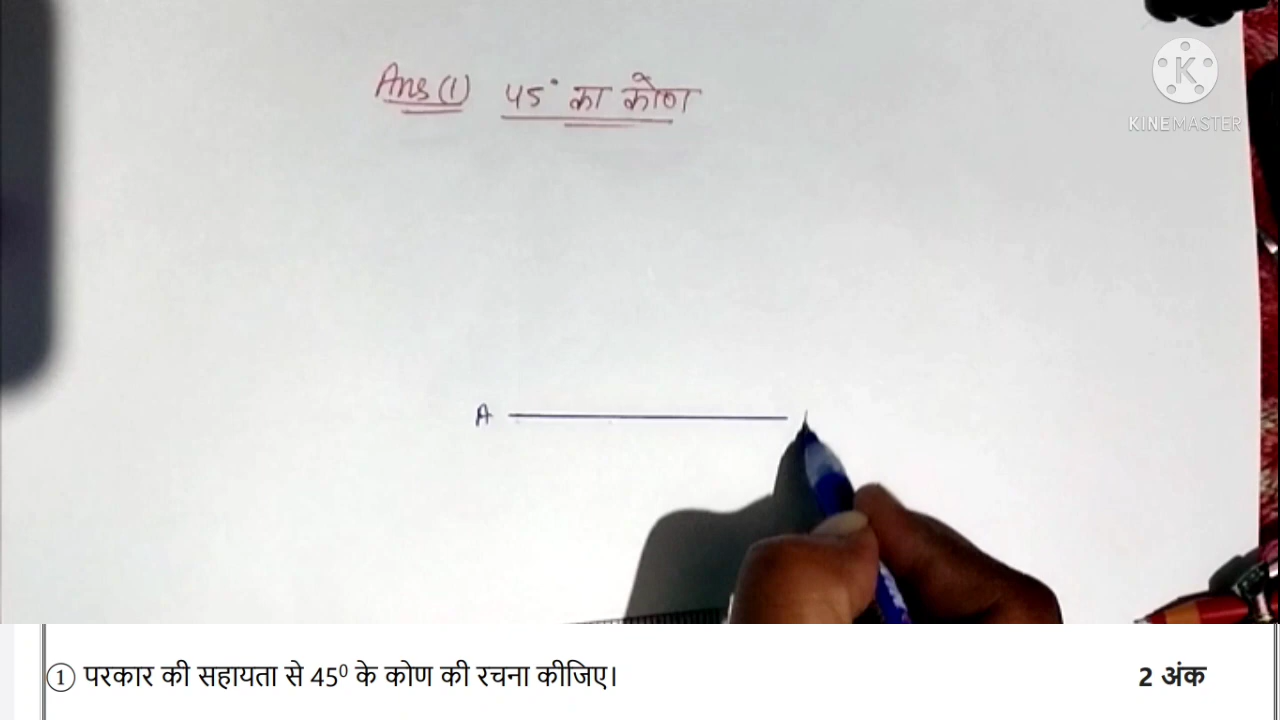 Ans (1) 45° का कोण
KINEMASTER
A
① परकार की सहायता से 45⁰ के कोण की रचना कीजिए। 2 अंक